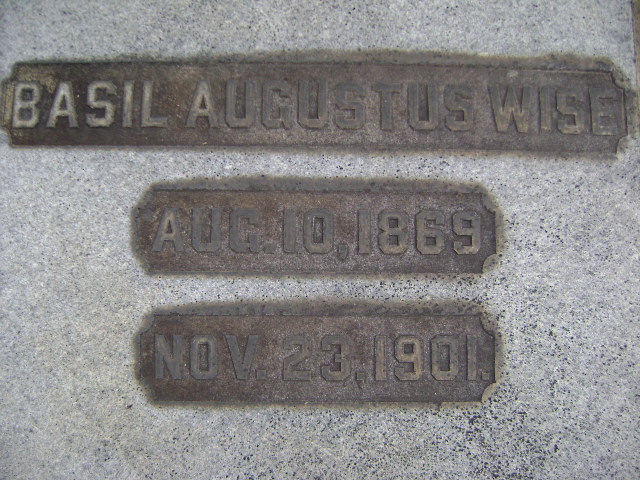 BASIL AUGUSTUS WISE
AUG. 10, 1869
NOV. 23, 1901.